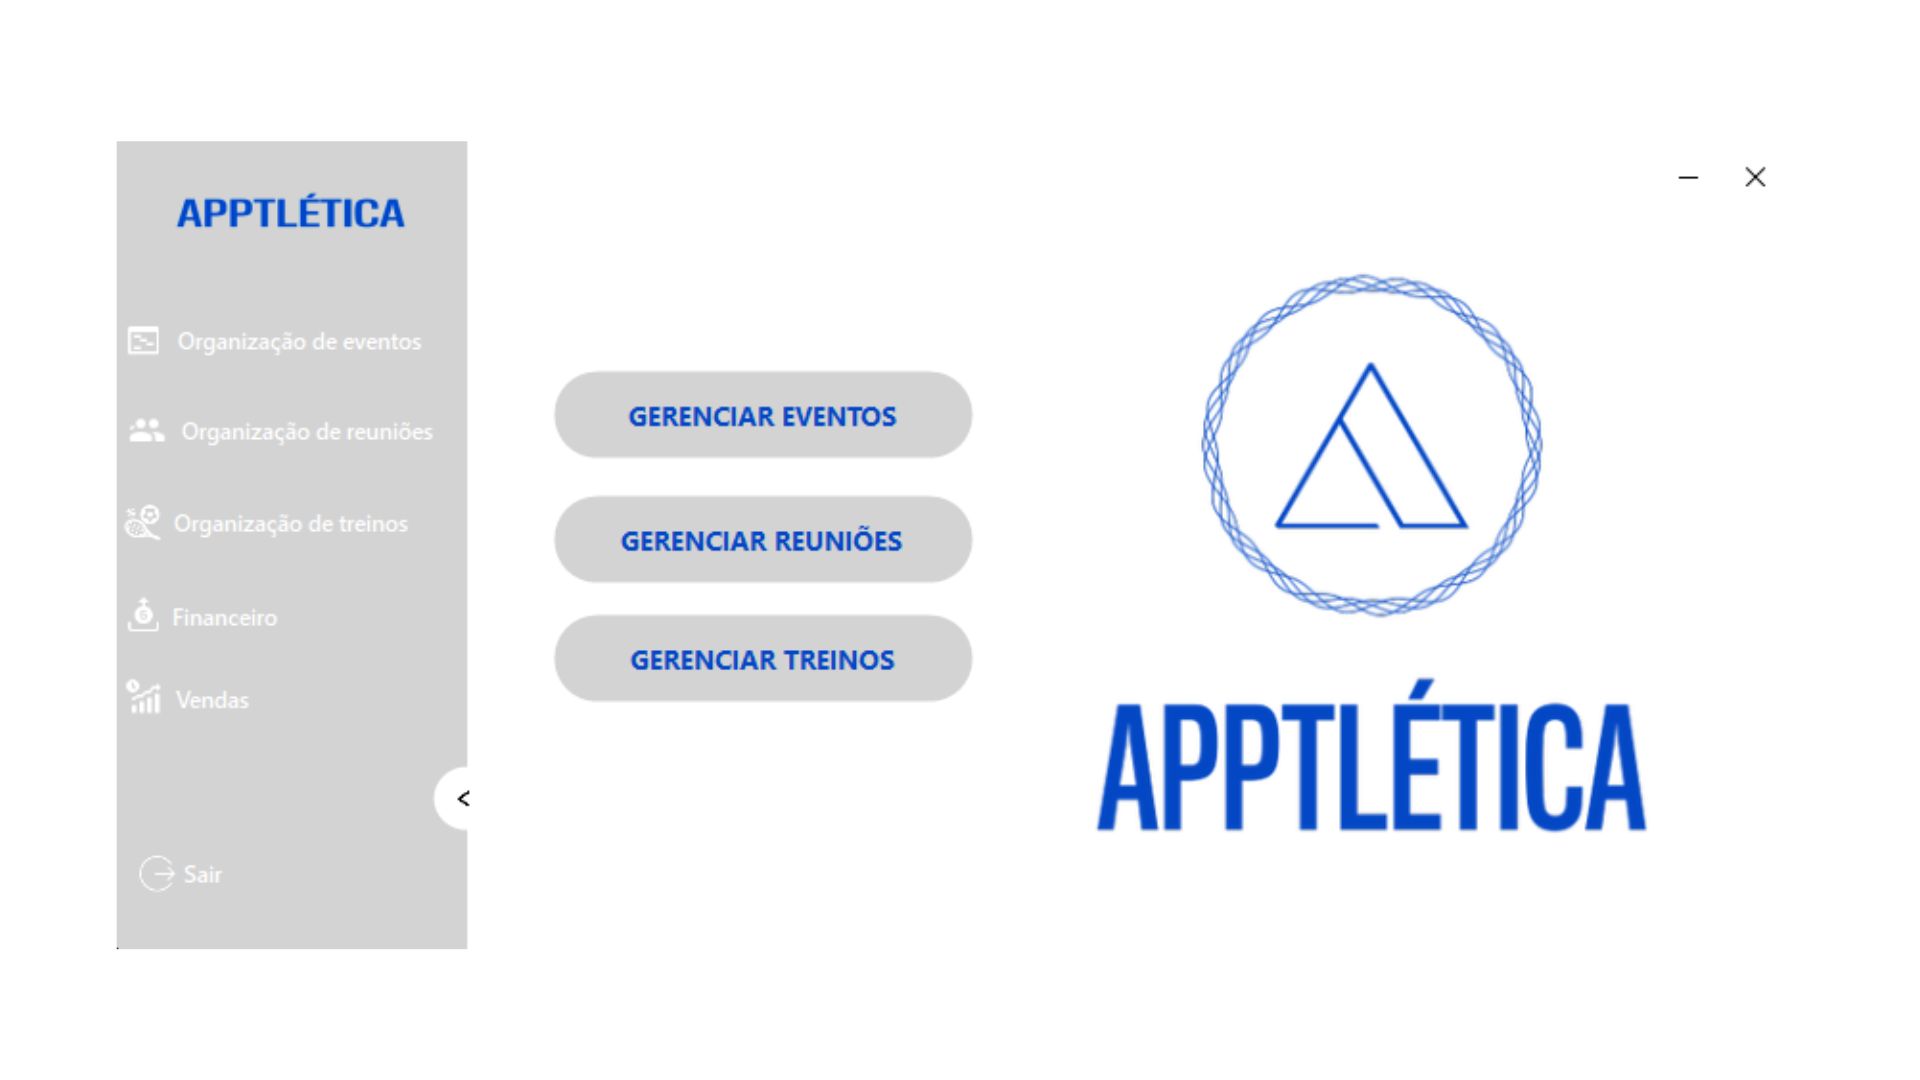 APPTLÉTICA
Organização de eventos
Organização de reuniões
Organização de treinos
Financeiro
Vendas
<
Sair
GERENCIAR EVENTOS
GERENCIAR REUNIÕES
GERENCIAR TREINOS
APPTLÉTICA